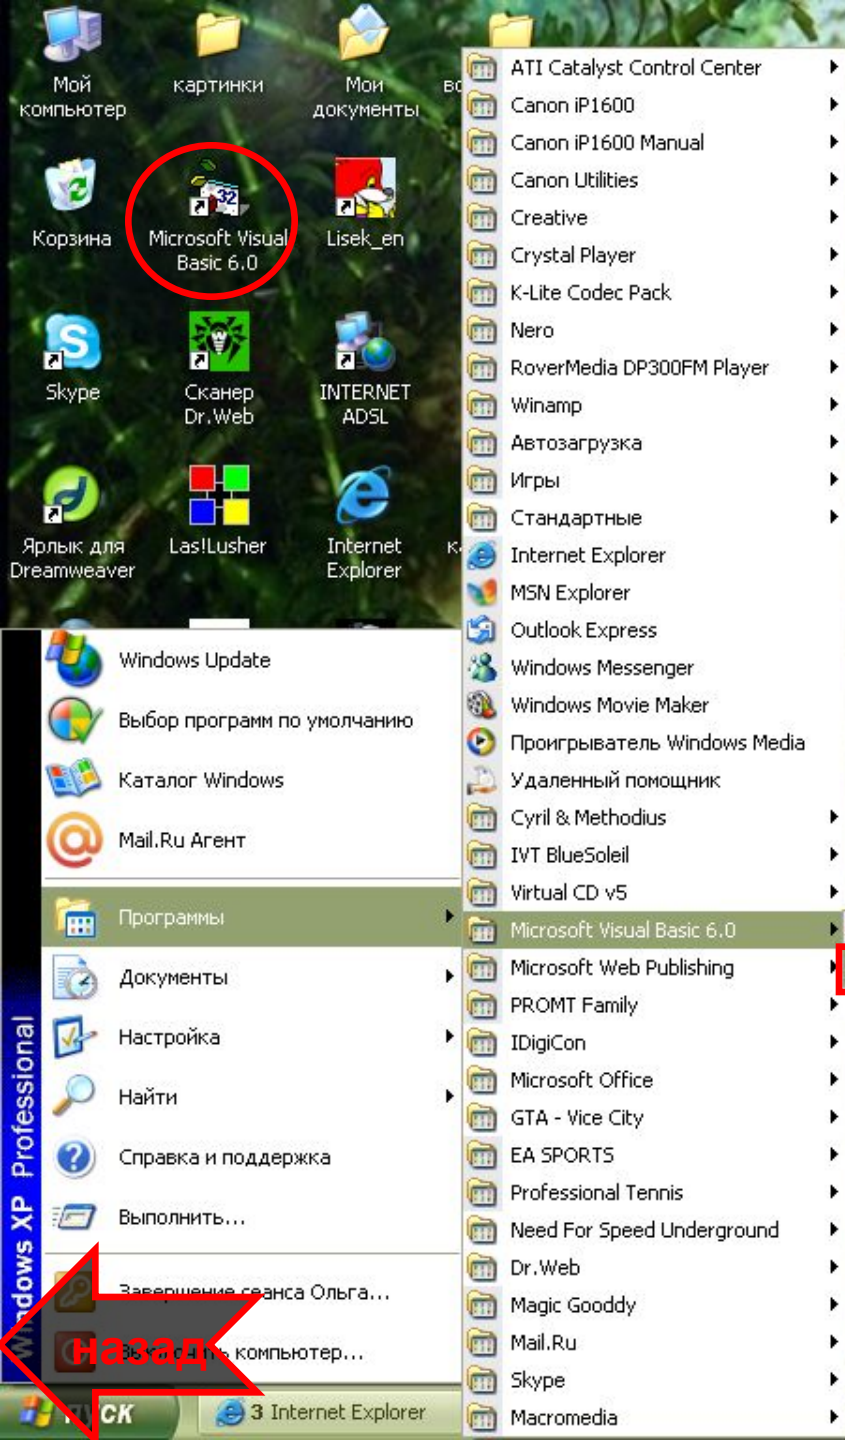 Мой
компьютер
картинки
Мои
документы
Корзина
Microsoft Visual
Basic 6.0
Lisek_en
Skype
Сканер
Dr.Web
INTERNET
ADSL
Ярлык для
Dreamweaver
Las!Lusher
Internet
Explorer
Windows Update
Выбор программ по умолчанию
Каталог Windows
Mail.Ru Агент
Программы
Документы
Настройка
Найти
Справка и поддержка
Выполнить...
Завершение сеанса Ольга...
Выключить компьютер...
Windows XP Professional
назад
пуск
3 Internet Explorer
ATI Catalyst Control Center
Canon iP1600
Canon iP1600 Manual
Canon Utilities
Creative
Crystal Player
K-Lite Codec Pack
Nero
RoverMedia DP300FM Player
Winamp
Автозагрузка
Игры
Стандартные
Internet Explorer
MSN Explorer
Outlook Express
Windows Messenger
Windows Movie Maker
Проигрыватель Windows Media
Удаленный помощник
Cyril & Methodius
IVT BlueSoleil
Virtual CD v5
Microsoft Visual Basic 6.0
Microsoft Web Publishing
PROMT Family
IDigiCon
Microsoft Office
GTA - Vice City
EA SPORTS
Professional Tennis
Need For Speed Underground
Dr.Web
Magic Gooddy
Mail.Ru
Skype
Macromedia